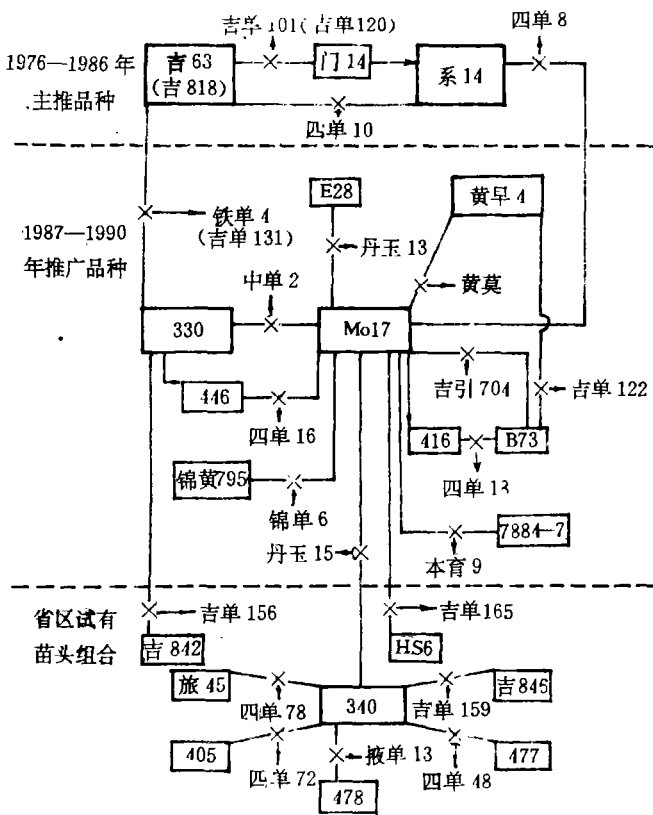 吉单101(吉单120)
四单8
1976—1986年
主推品种
吉63
(吉818)
门14
系14
四单10
E28
黄早4
铁单4
(吉单131)
1987—1990
年推广品种
丹玉13
中单2
黄莫
330
Mo17
吉引704
吉单122
446
416
B73
四单16
四单13
锦黄795
锦单6
7884—7
本育9
丹玉15
省区试有
苗头组合
吉单156
吉单165
吉842
HS6
旅45
吉845
340
四单78
吉单159
405
477
四单72
掖单13
四单48
478